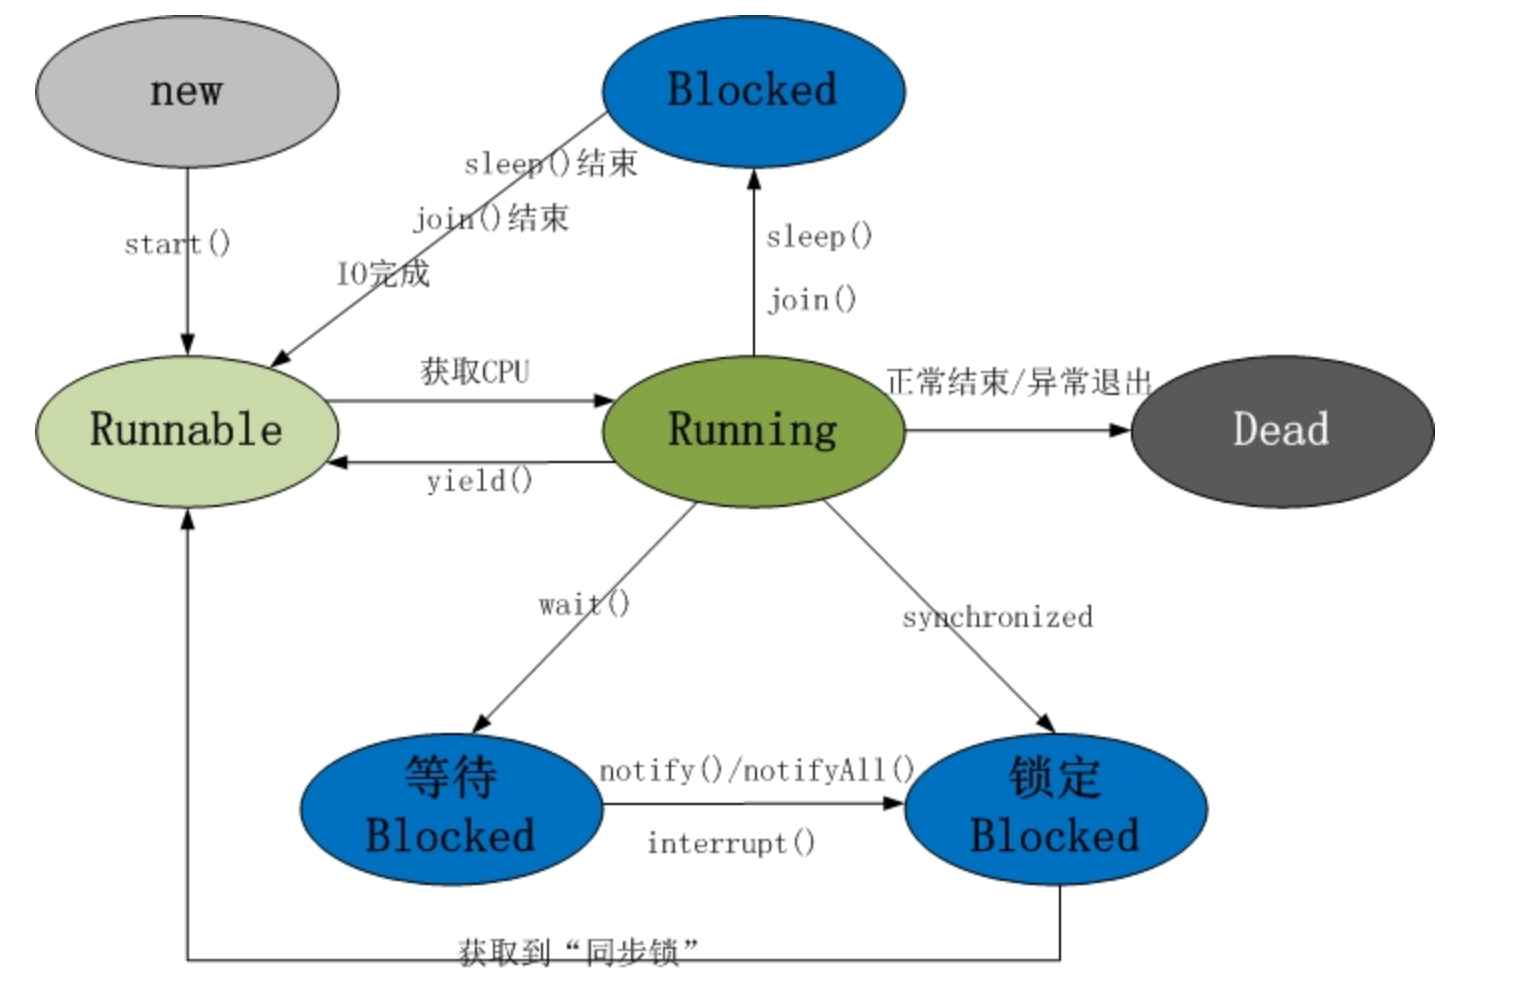 new
Blocked
sleep()结束
join()结束
start()
IO完成
sleep()
join()
获取CPU
正常结束/异常退出
Runnable
Running
Dead
yield()
wait()
synchronized
等待
Blocked
notify()/notifyAll()
interrupt()
锁定
Blocked
获取到“同步锁”